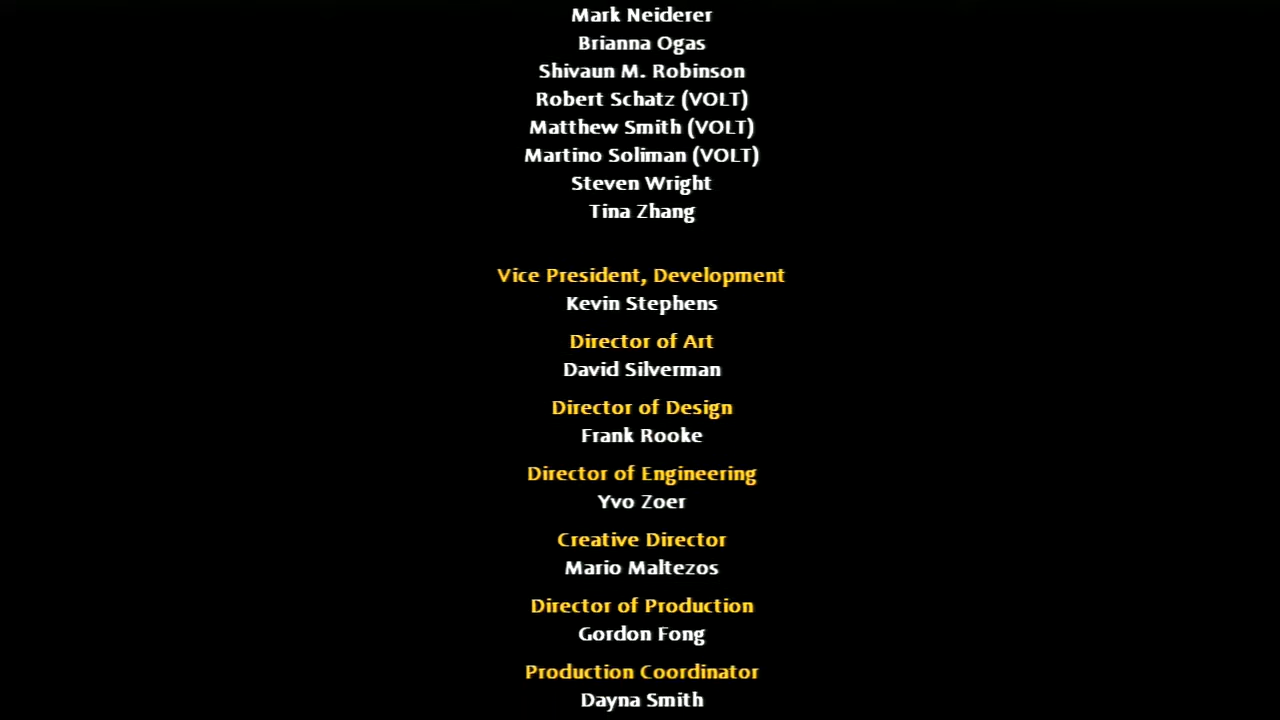 Mark Neiderer
Brianna Ogas
Shivaun M. Robinson
Robert Schatz (VOLT)
Matthew Smith (VOLT)
Martino Soliman (VOLT)
Steven Wright
Tina Zhang
Vice President, Development
Kevin Stephens
Director of Art
David Silverman
Director of Design
Frank Rooke
Director of Engineering
Yvo Zoer
Creative Director
Mario Maltezos
Director of Production
Gordon Fong
Production Coordinator
Dayna Smith